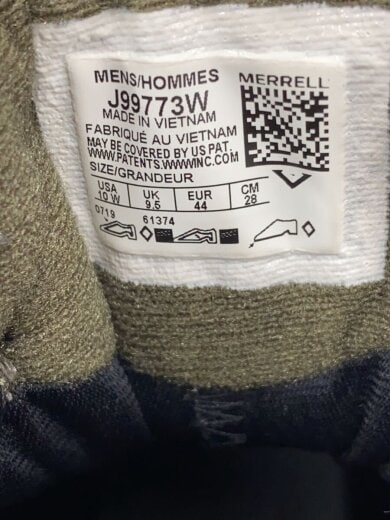 MENS/HOMMES
MERRELL
J99773W
MADE IN VIETNAM
FABRIQUÉ AU VIETNAM
MAY BE COVERED BY US PAT.
WWW.PATENTS.WWWINC.COM
SIZE/GRANDEUR
USA UK EUR CM
10 W 9.5 44 28
0719 61374